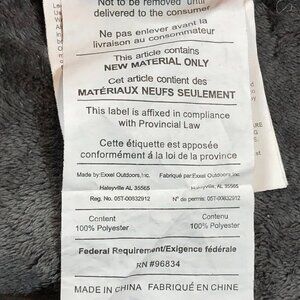 Not to be removed until
delivered to the consumer
Ne pas enlever avant la
livraison au consommateur
This article contains
NEW MATERIAL ONLY
Cet article contient des
MATÉRIAUX NEUFS SEULEMENT
This label is affixed in compliance
with Provincial Law
Cette étiquette est apposée
conformément á la loi de la province
Made by:Exxel Outdoors,Inc. Fabriqué par:Exxel Outdoors,Inc.
Haleyville AL 35565 Haleyville AL 35565
Reg. No. 05T-00832912 N° de permis: 05T-00832912
Content Contenu
100% Polyester 100% Polyester
Federal Requirement/Exigence fédérale
RN #96834
MADE IN CHINA FABRIQUÉ EN CHINE